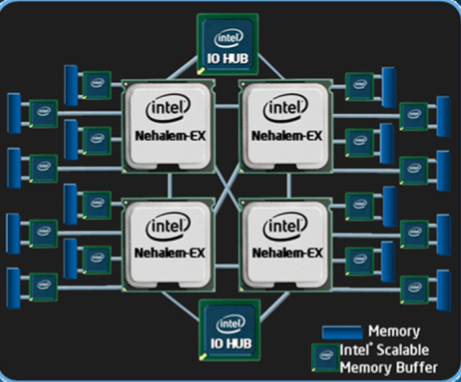 intel
IO HUB
intel
Nehalem-EX
intel
Nehalem-EX
intel
Nehalem-EX
intel
Nehalem-EX
intel
IO HUB
Memory
Intel® Scalable
Memory Buffer